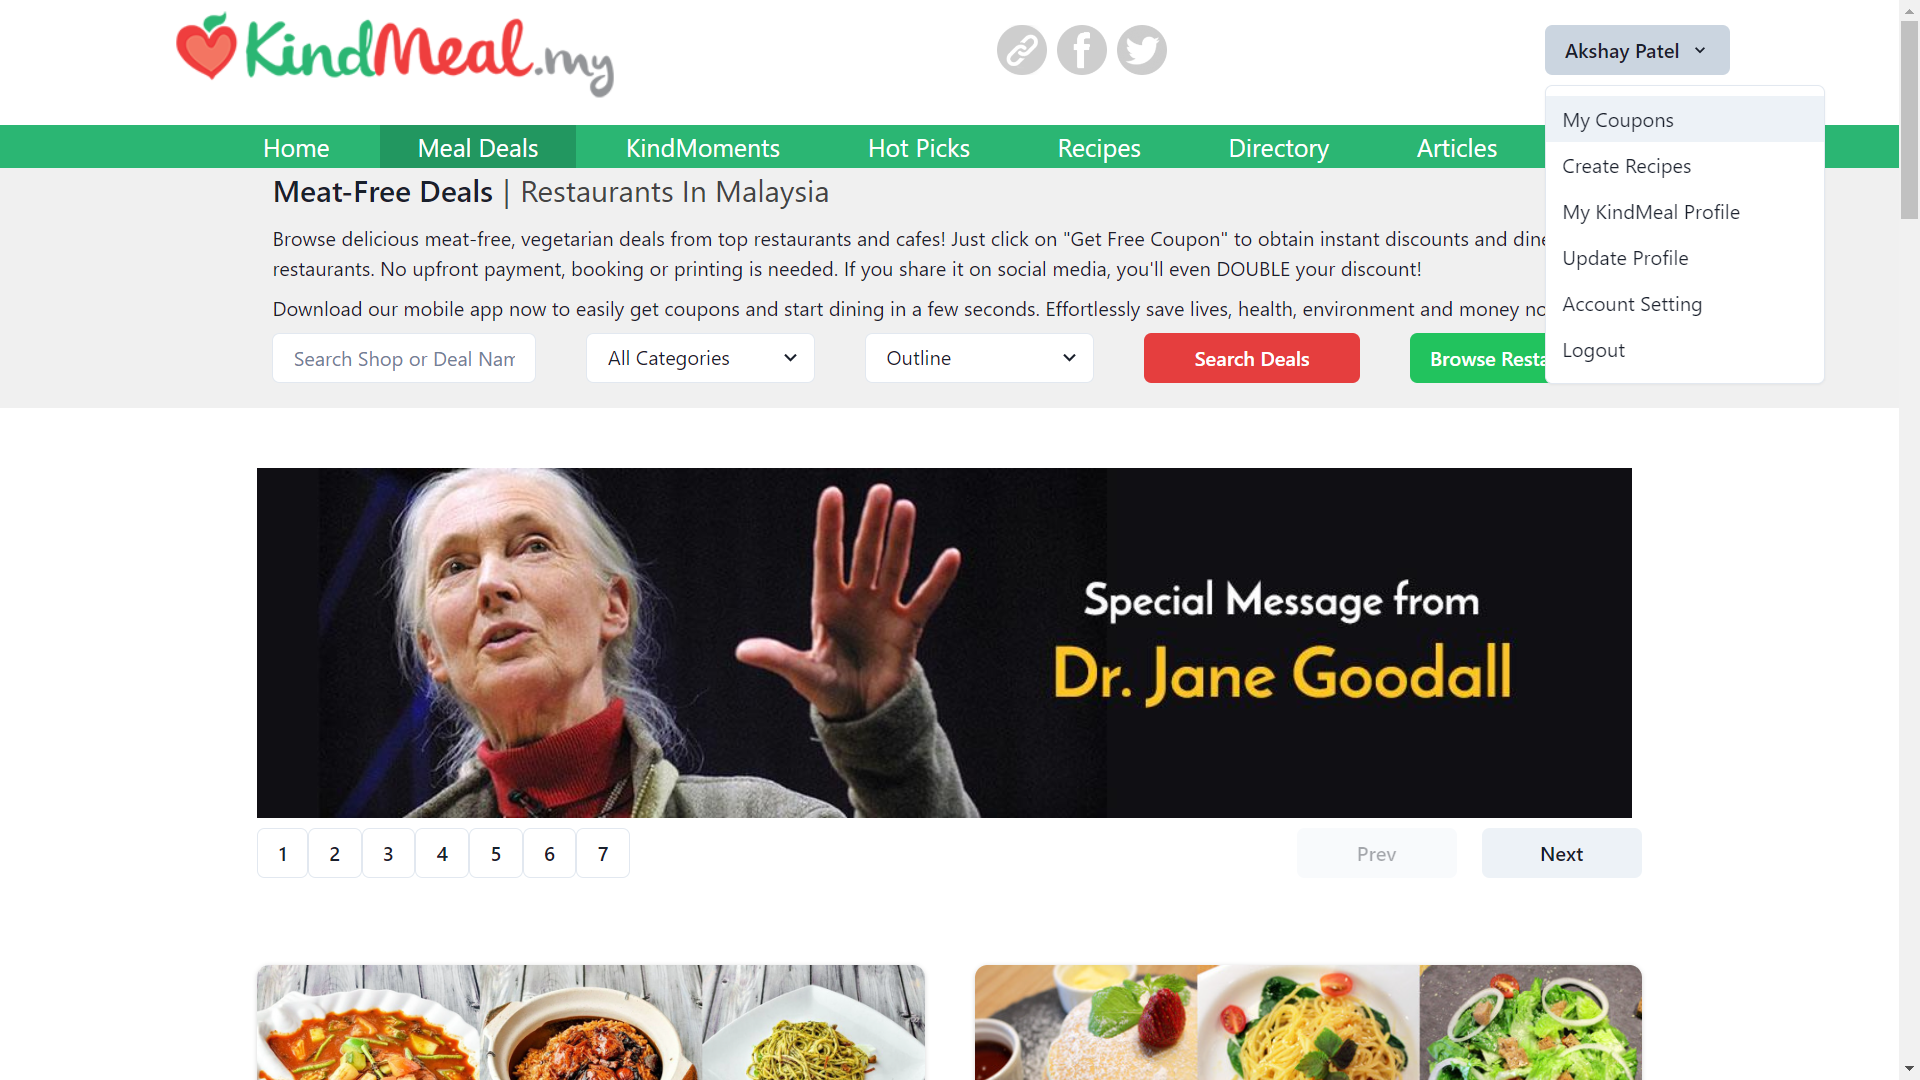 KindMeal.my
Akshay Patel
My Coupons
Create Recipes
My KindMeal Profile
Update Profile
Account Setting
Logout
Home
Meal Deals
KindMoments
Hot Picks
Recipes
Directory
Articles
Meat-Free Deals | Restaurants In Malaysia
Browse delicious meat-free, vegetarian deals from top restaurants and cafes! Just click on "Get Free Coupon" to obtain instant discounts and dine
restaurants. No upfront payment, booking or printing is needed. If you share it on social media, you'll even DOUBLE your discount!
Download our mobile app now to easily get coupons and start dining in a few seconds. Effortlessly save lives, health, environment and money
Search Shop or Deal Nam
All Categories
Outline
Search Deals
Browse
Special Message from
Dr. Jane Goodall
1
2
3
4
5
6
7
Prev
Next